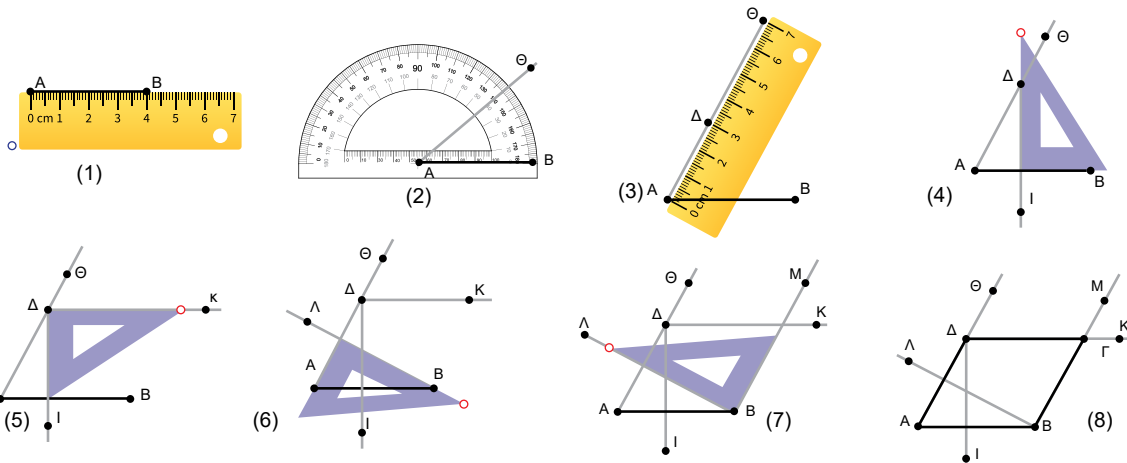 Α Β
0 cm 1 2 3 4 5 6 7
(1)
Θ
90
Β
Α
(2)
Θ
Δ
0 cm 1 2 3 4 5 6 7
Α Β
(3)
Θ
Δ
Α Β
Ι
(4)
Θ
Δ κ
Β
Ι
(5)
Θ
Δ Κ
Λ
Α Β
Ι
(6)
Θ Μ
Δ Κ
Λ
Α Β
Ι
(7)
Θ Μ
Δ Κ
Γ
Λ
Α Β
Ι
(8)